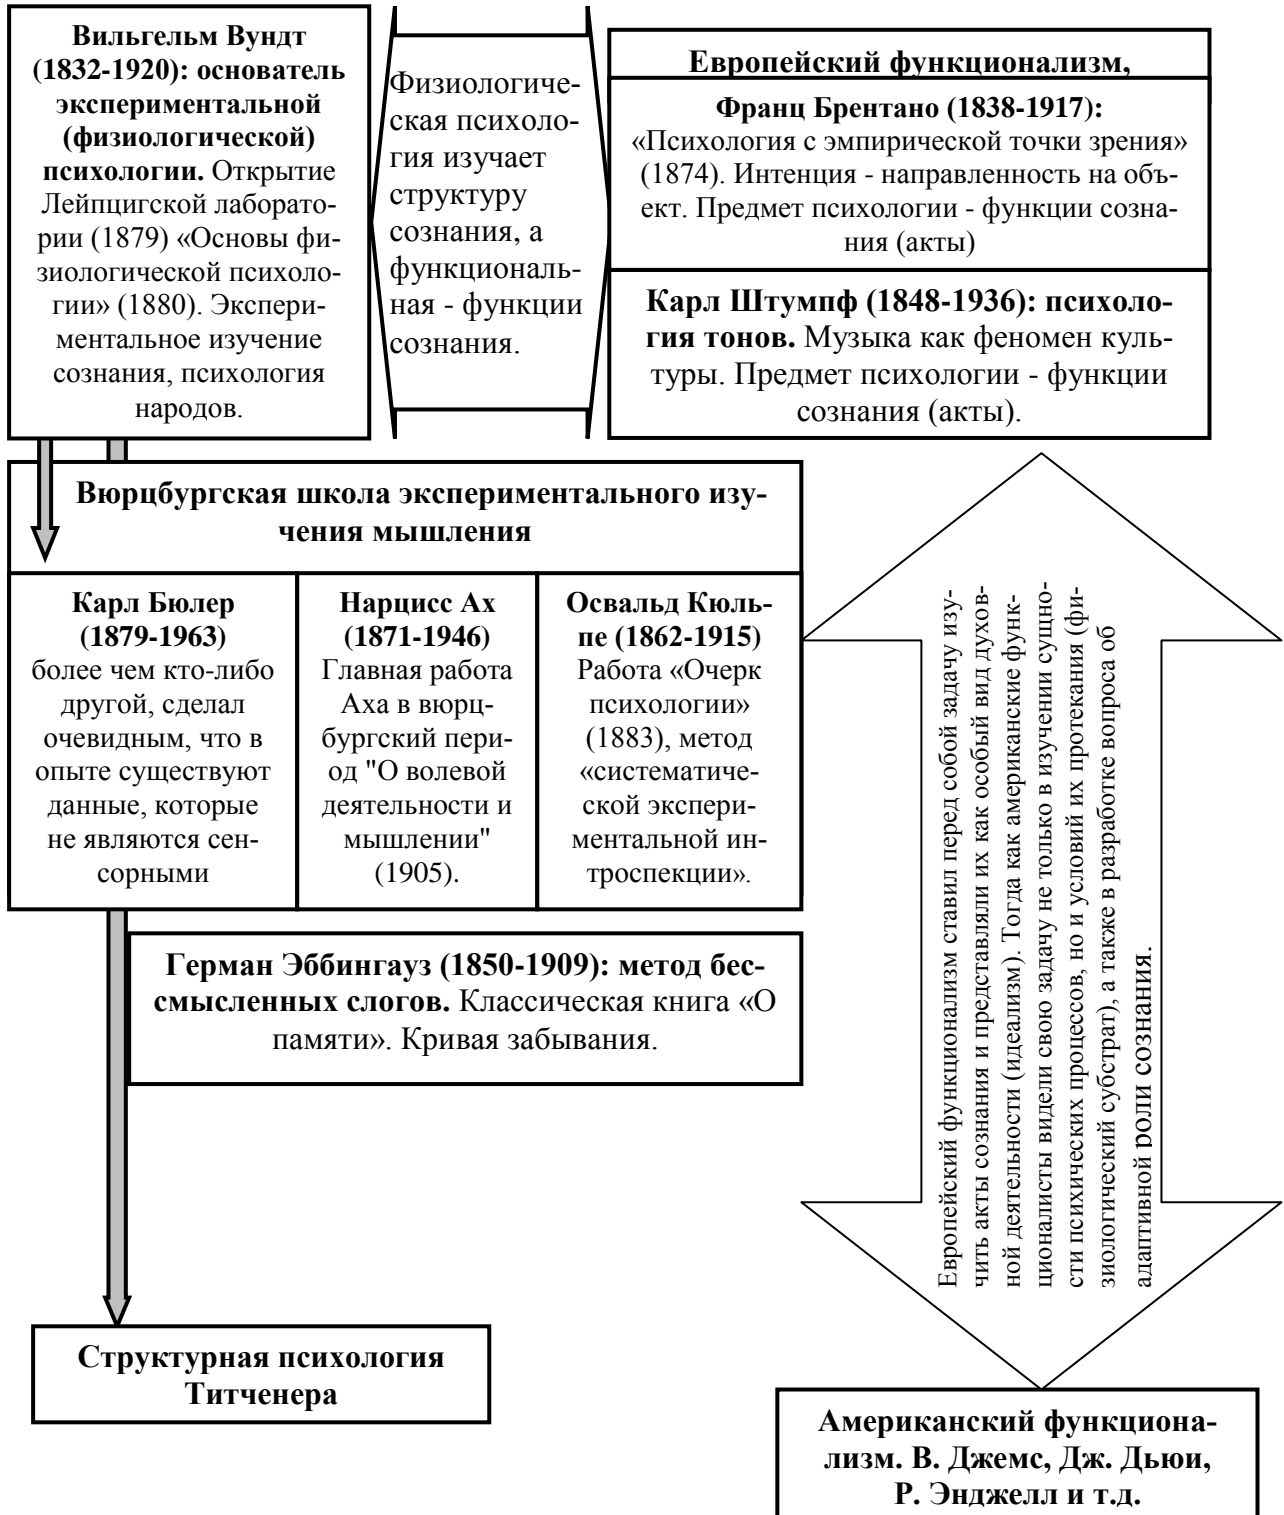 Вильгельм Вундт
(1832-1920): основатель
экспериментальной
(физиологической)
психологии. Открытие
Лейпцигской лаборато-
рии (1879) «Основы фи-
зиологической психоло-
гии» (1880). Экспери-
ментальное изучение
сознания, психология
народов.
Физиологиче-
ская психоло-
гия изучает
структуру
сознания, а
функциональ-
ная - функции
сознания.
Европейский функционализм,
Франц Брентано (1838-1917):
«Психология с эмпирической точки зрения»
(1874). Интенция - направленность на объ-
ект. Предмет психологии - функции созна-
ния (акты)
Карл Штумпф (1848-1936): психоло-
гия тонов. Музыка как феномен куль-
туры. Предмет психологии - функции
сознания (акты).
Вюрцбургская школа экспериментального изу-
чения мышления
Карл Бюлер
(1879-1963)
более чем кто-либо
другой, сделал
очевидным, что в
опыте существуют
данные, которые
не являются сен-
сорными
Нарцисс Ах
(1871-1946)
Главная работа
Аха в вюрц-
бургский пери-
од "О волевой
деятельности и
мышлении"
(1905).
Освальд Кюль-
пе (1862-1915)
Работа «Очерк
психологии»
(1883), метод
«систематиче-
ской экспери-
ментальной ин-
троспекции».
Европейский функционализм ставил перед собой задачу изу-
чить акты сознания и представляли их как особый вид духов-
ной деятельности (идеализм). Тогда как американские функ-
ционалисты видели свою задачу не только в изучении сущно-
сти психических процессов, но и условий их протекания (фи-
зиологический субстрат), а также в разработке вопроса об
адаптивной роли сознания.
Герман Эббингауз (1850-1909): метод бес-
смысленных слогов. Классическая книга «О
памяти». Кривая забывания.
Структурная психология
Титченера
Американский функциона-
лизм. В. Джемс, Дж. Дьюи,
Р. Энджелл и т.д.